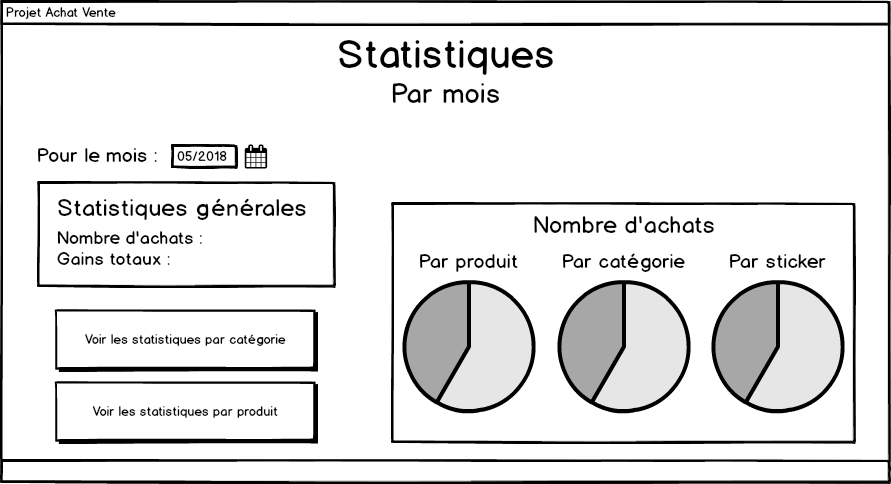 Projet Achat Vente
Statistiques
Par mois
Pour le mois : 05/2018
Statistiques générales
Nombre d'achats :
Gains totaux :
Voir les statistiques par catégorie
Voir les statistiques par produit
Nombre d'achats
Par produit Par catégorie Par sticker